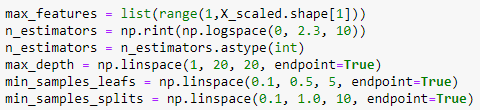 max_features = list(range(1,X_scaled.shape[1]))
n_estimators = np.rint(np.logspace(0, 2.3, 10))
n_estimators = n_estimators.astype(int)
max_depth = np.linspace(1, 20, 20, endpoint=True)
min_samples_leafs = np.linspace(0.1, 0.5, 5, endpoint=True)
min_samples_splits = np.linspace(0.1, 1.0, 10, endpoint=True)